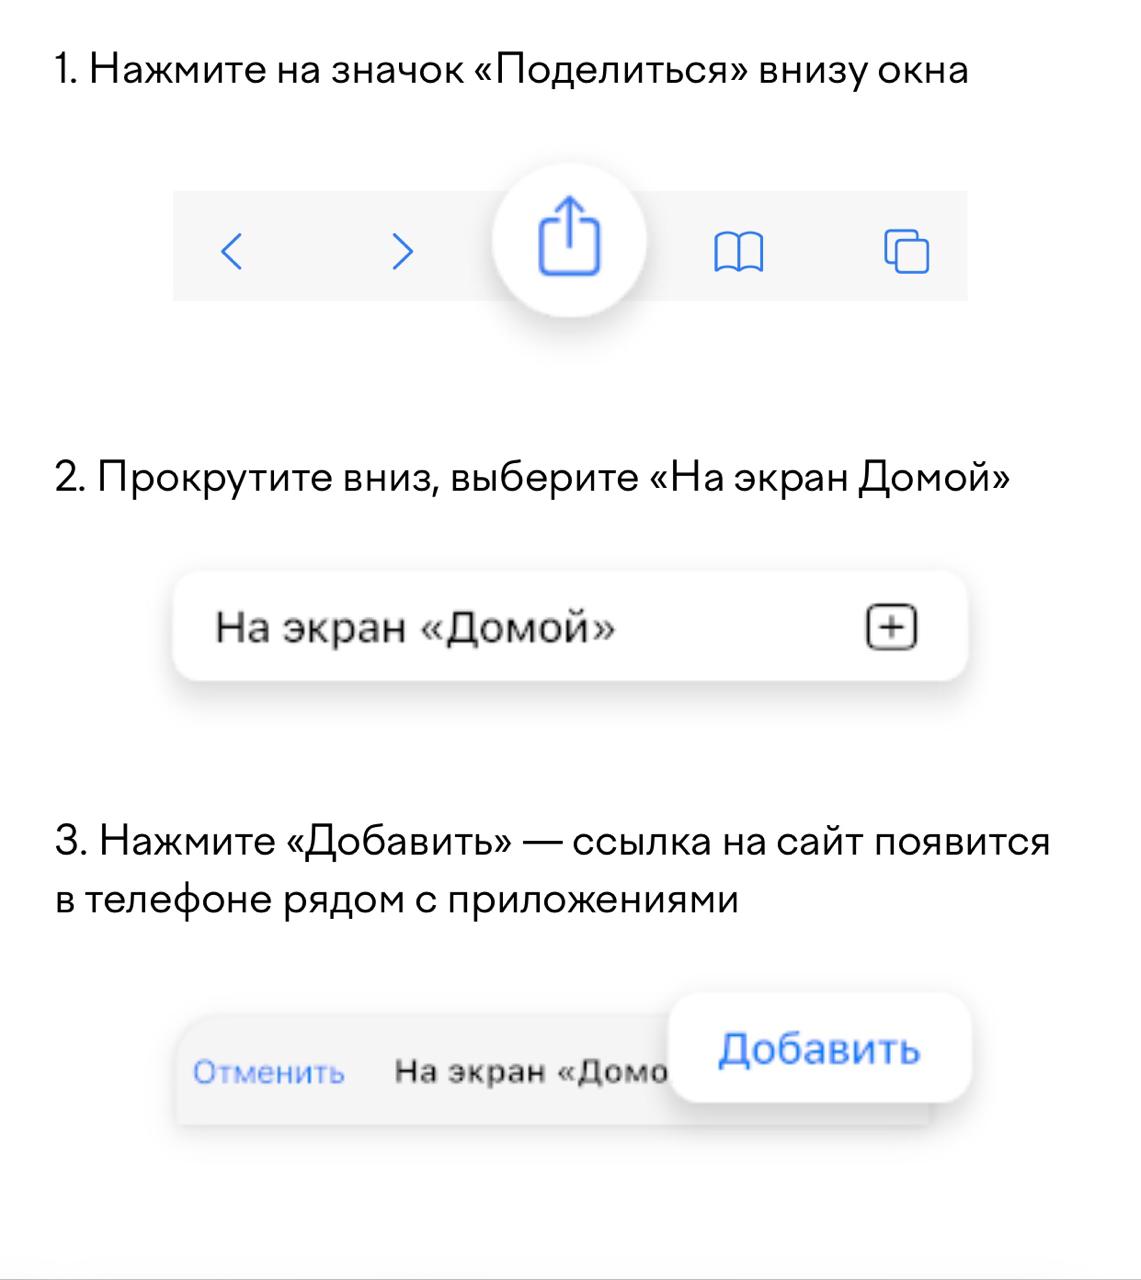 1. Нажмите на значок «Поделиться» внизу окна
2. Прокрутите вниз, выберите «На экран Домой»
На экран «Домой»
3. Нажмите «Добавить» — ссылка на сайт появится
в телефоне рядом с приложениями
Отменить На экран «Домо Добавить